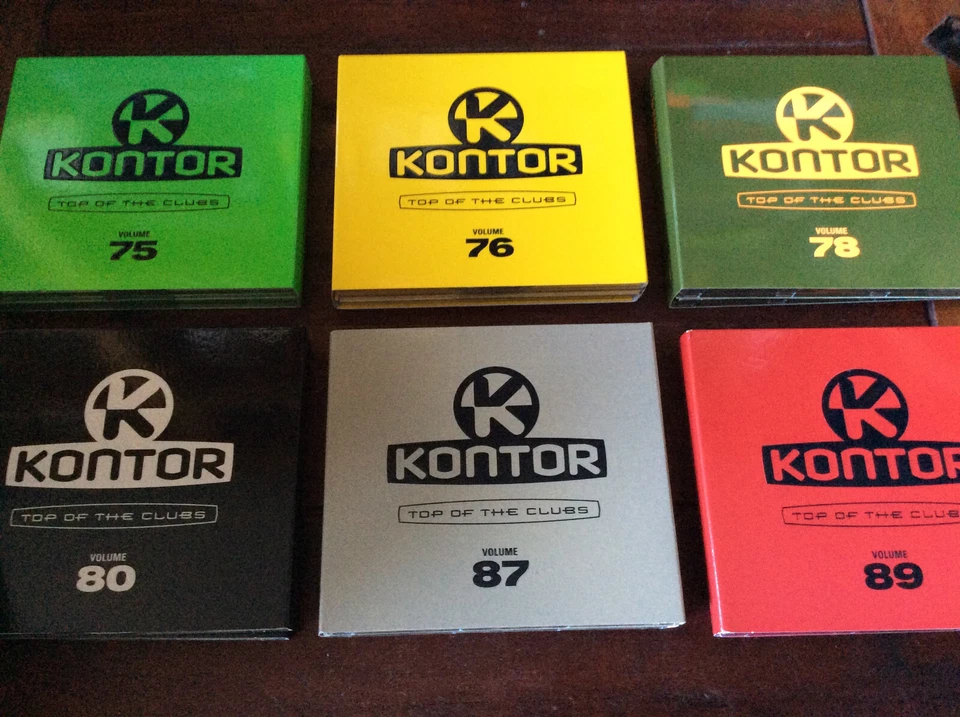 K
KONTOR
TOP OF THE CLUBS
VOLUME
75
K
KONTOR
TOP OF THE CLUBS
VOLUME
76
K
KONTOR
TOP OF THE CLUBS
VOLUME
78
K
KONTOR
TOP OF THE CLUBS
VOLUME
80
K
KONTOR
TOP OF THE CLUBS
VOLUME
87
K
KONTOR
TOP OF THE CLUBS
VOLUME
89